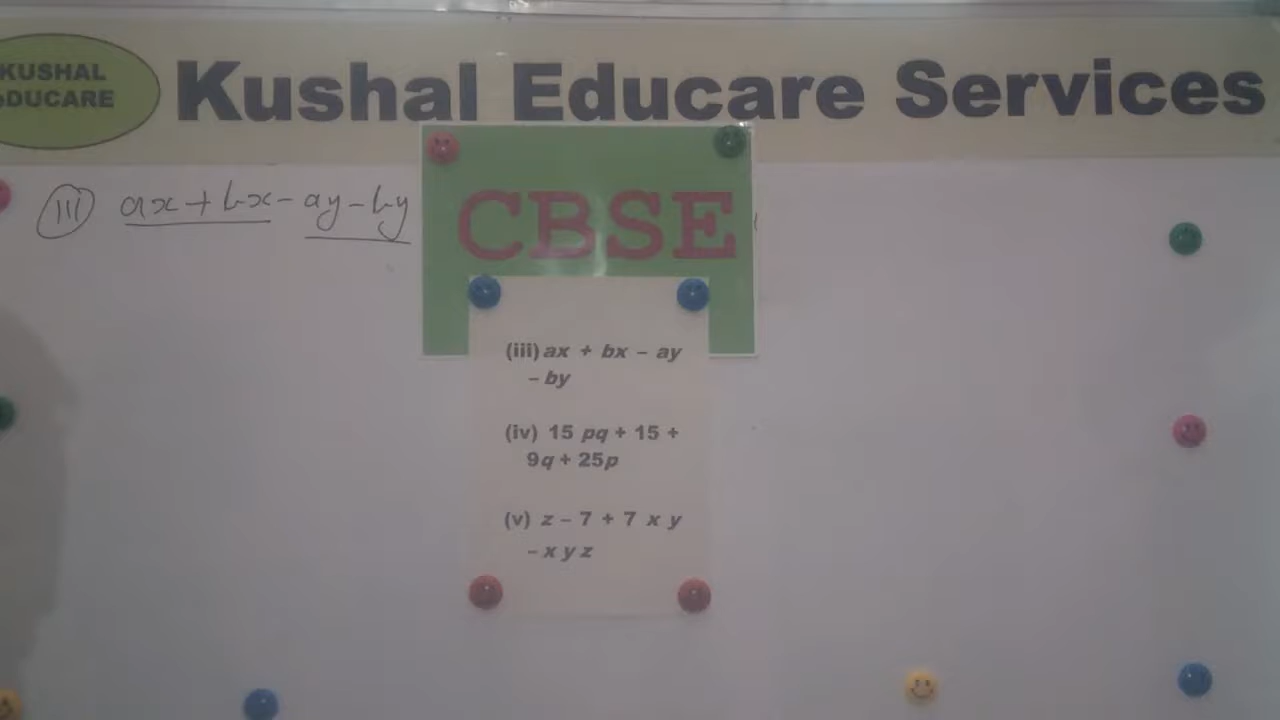 KUSHAL
EDUCARE
Kushal Educare Services
(iii) ax + bx - ay - by
CBSE
(iii) ax + bx – ay
– by
(iv) 15 pq + 15 +
9q + 25p
(v) z – 7 + 7 x y
– x y z